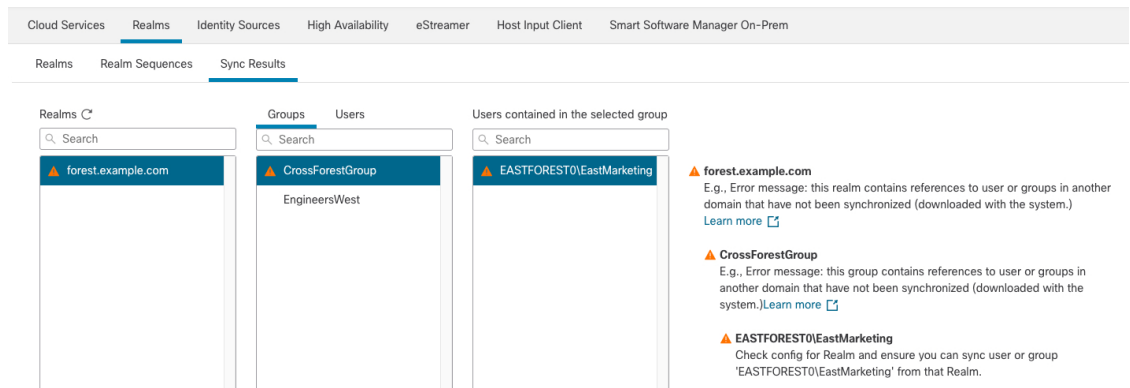 Cloud Services Realms Identity Sources High Availability eStreamer Host Input Client Smart Software Manager On-Prem
Realms Realm Sequences Sync Results
Realms Groups Users Users contained in the selected group
Search Search Search
forest.example.com CrossForestGroup EASTFOREST0\EastMarketing
EngineersWest
forest.example.com
E.g., Error message: this realm contains references to user or groups in another
domain that have not been synchronized (downloaded with the system.)
Learn more
CrossForestGroup
E.g., Error message: this group contains references to user or groups in
another domain that have not been synchronized (downloaded with the
system.)Learn more
EASTFOREST0\EastMarketing
Check config for Realm and ensure you can sync user or group
'EASTFOREST0\EastMarketing' from that Realm.